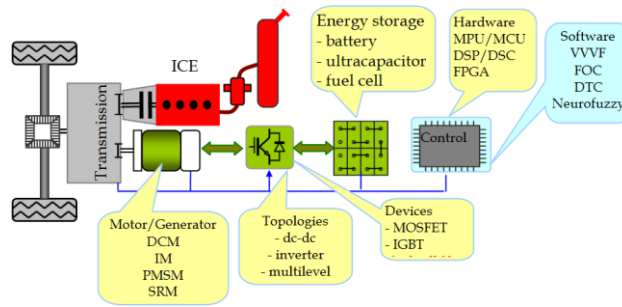 Energy storage
- battery
- ultracapacitor
- fuel cell
Hardware
MPU/MCU
DSP/DSC
FPGA
Software
VVVF
FOC
DTC
Neurofuzzy
ICE
Transmission
Control
Motor/Generator
DCM
IM
PMSM
SRM
Topologies
- dc-dc
- inverter
- multilevel
Devices
- MOSFET
- IGBT